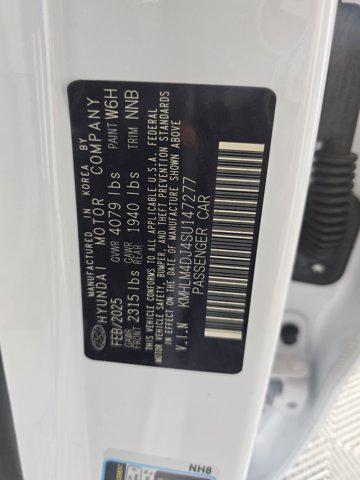 MANUFACTURED IN KOREA BY
HYUNDAI MOTOR COMPANY
FEB/2025 GVWR 4079 lbs PAINT W6H
GAWR FRONT 2315 lbs GAWR REAR 1940 lbs TRIM NNB
THIS VEHICLE CONFORMS TO ALL APPLICABLE U.S.A. FEDERAL
MOTOR VEHICLE SAFETY, BUMPER, AND THEFT PREVENTION STANDARDS
IN EFFECT ON THE DATE OF MANUFACTURE SHOWN ABOVE
V.I.N KMHLM4DJ4SU147277
PASSENGER CAR
NH8